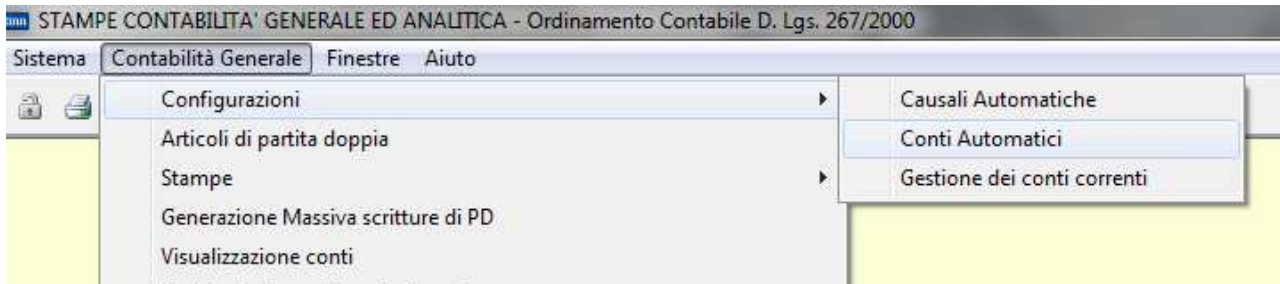 STAMPE CONTABILITA' GENERALE ED ANALITICA - Ordinamento Contabile D. Lgs. 267/2000
Sistema Contabilità Generale Finestre Aiuto
Configurazioni
Causali Automatiche
Articoli di partita doppia
Conti Automatici
Stampe
Gestione dei conti correnti
Generazione Massiva scritture di PD
Visualizzazione conti